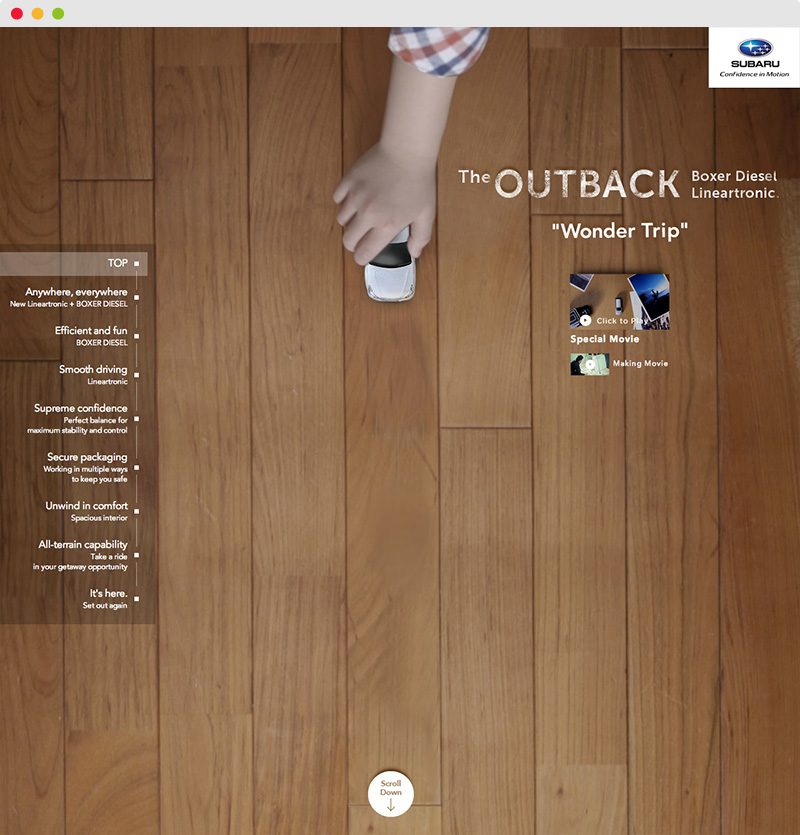 SUBARU
Confidence in Motion
The OUTBACK Boxer Diesel
Lineartronic.
"Wonder Trip"
Click to Play
Special Movie
Making Movie
TOP
Anywhere, everywhere
New Lineartronic + BOXER DIESEL
Efficient and fun
BOXER DIESEL
Smooth driving
Lineartronic
Supreme confidence
Perfect balance for
maximum stability and control
Secure packaging
Working in multiple ways
to keep you safe
Unwind in comfort
Spacious interior
All-terrain capability
Take a ride
in your getaway opportunity
It's here.
Set out again
Scroll
Down